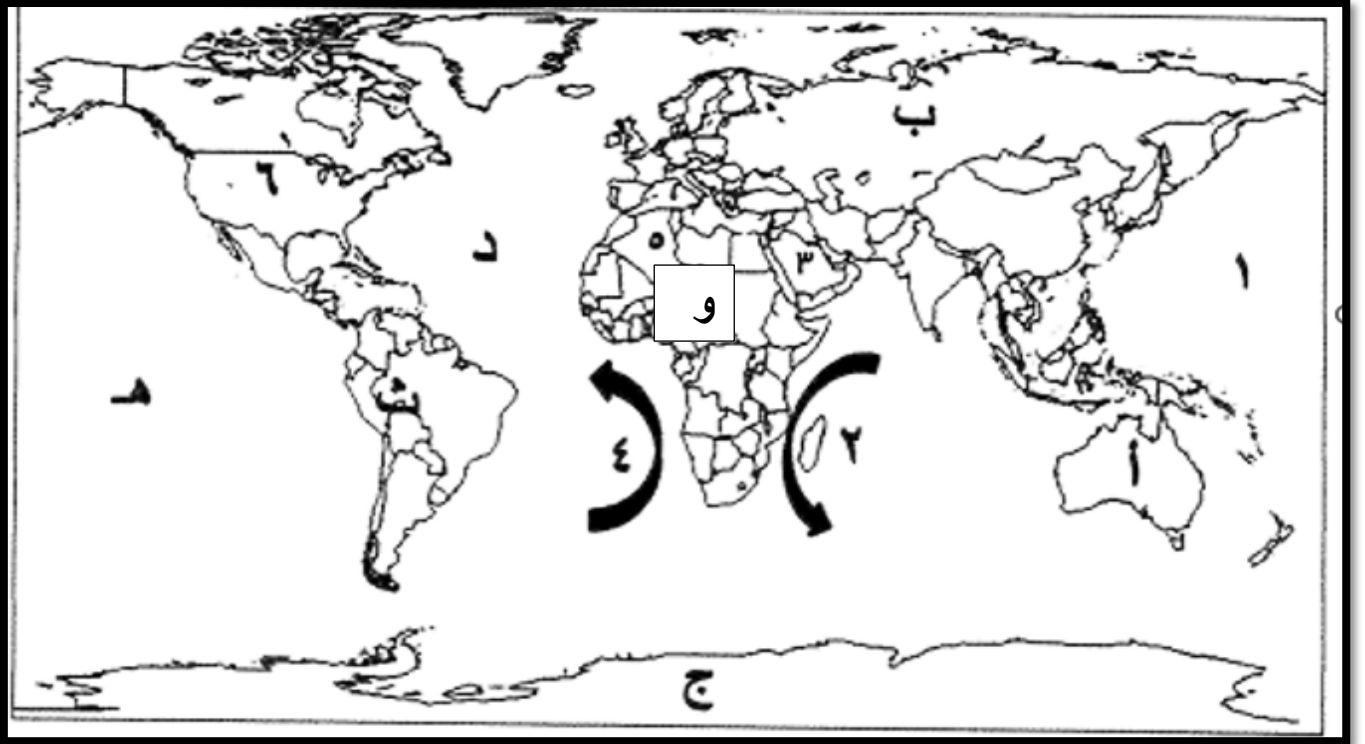 ب
٦
د
٥
٣
١
و
هـ
ث
٤
٢
أ
ج